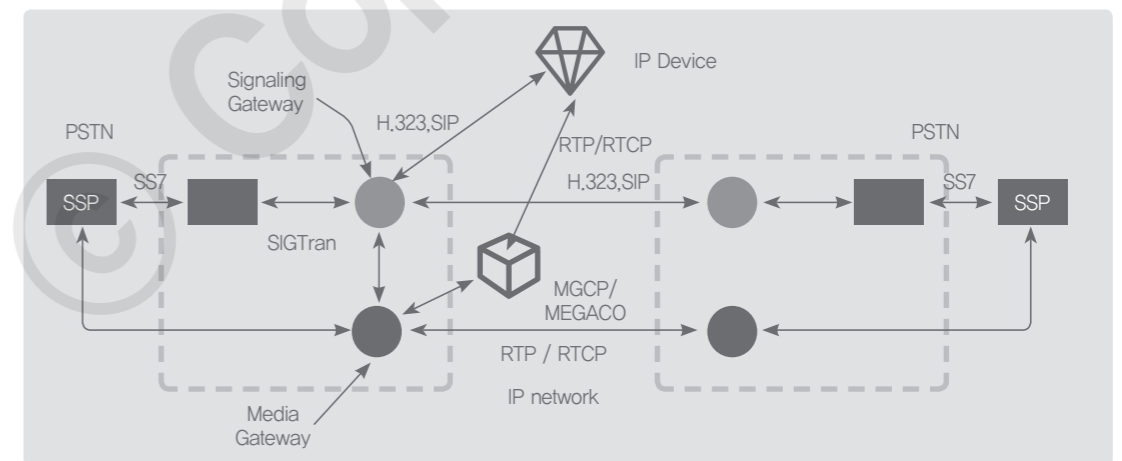 IP Device
Signaling
Gateway
H.323,SIP
PSTN
PSTN
RTP/RTCP
SS7
H.323,SIP
SS7
SSP
SSP
SIGTran
MGCP/
MEGACO
RTP / RTCP
IP network
Media
Gateway
© Cop